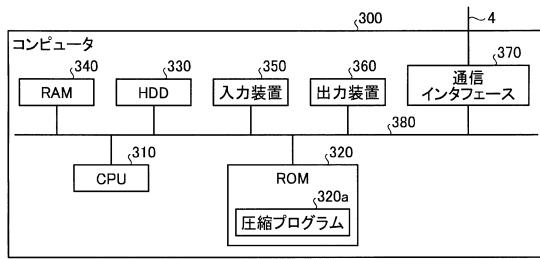 300
4
コンピュータ
340
RAM
330
HDD
350
入力装置
360
出力装置
370
通信
インタフェース
380
310
CPU
320
ROM
320a
圧縮プログラム